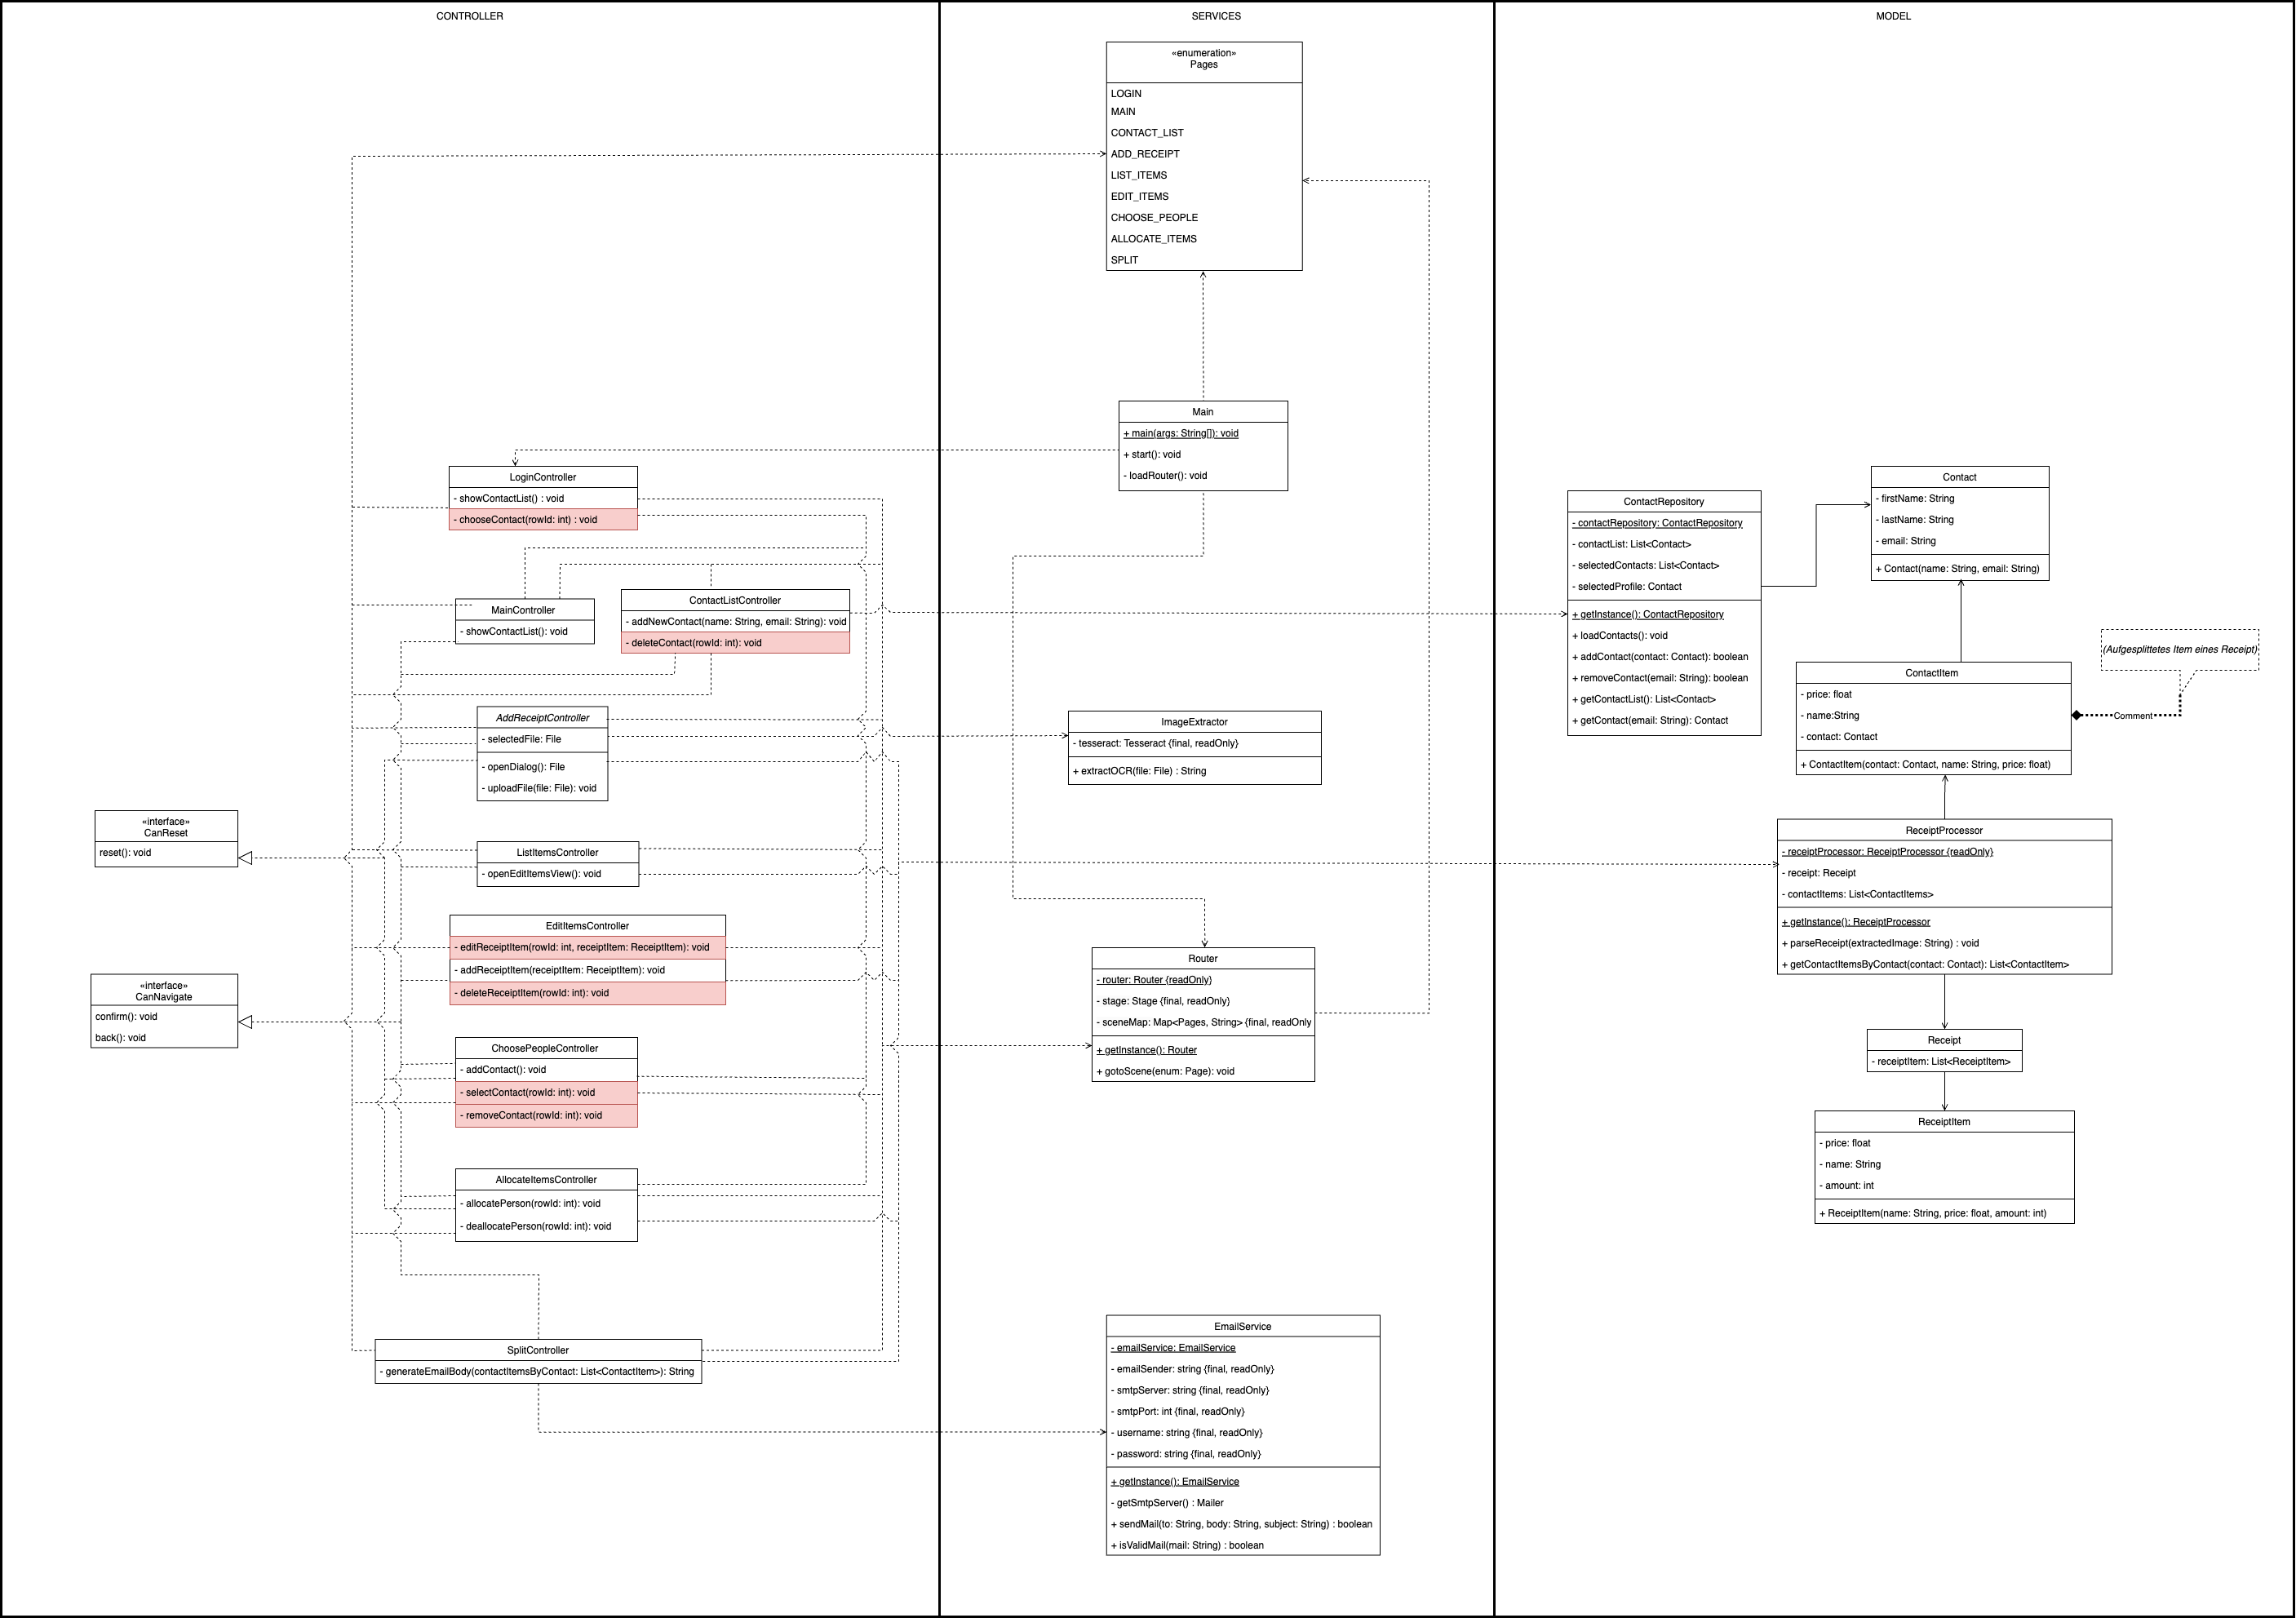 CONTROLLER
SERVICES
MODEL
«enumeration»
Pages
LOGIN
MAIN
CONTACT_LIST
ADD_RECEIPT
LIST_ITEMS
EDIT_ITEMS
CHOOSE_PEOPLE
ALLOCATE_ITEMS
SPLIT
Main
+ main(args: String[]): void
+ start(): void
- loadRouter(): void
LoginController
- showContactList() : void
- chooseContact(rowId: int) : void
MainController
- showContactList(): void
ContactListController
- addNewContact(name: String, email: String): void
- deleteContact(rowId: int): void
AddReceiptController
- selectedFile: File
- openDialog(): File
- uploadFile(file: File): void
«interface»
CanReset
reset(): void
ListItemsController
- openEditItemsView(): void
EditItemsController
- editReceiptItem(rowId: int, receiptItem: ReceiptItem): void
- addReceiptItem(receiptItem: ReceiptItem): void
- deleteReceiptItem(rowId: int): void
«interface»
CanNavigate
confirm(): void
back(): void
ChoosePeopleController
- addContact(): void
- selectContact(rowId: int): void
- removeContact(rowId: int): void
AllocateItemsController
- allocatePerson(rowId: int): void
- deallocatePerson(rowId: int): void
SplitController
- generateEmailBody(contactItemsByContact: List<ContactItem>): String
ImageExtractor
- tesseract: Tesseract {final, readOnly}
+ extractOCR(file: File) : String
Router
- router: Router {readOnly}
- stage: Stage {final, readOnly}
- sceneMap: Map<Pages, String> {final, readOnly
+ getInstance(): Router
+ gotoScene(enum: Page): void
EmailService
- emailService: EmailService
- emailSender: string {final, readOnly}
- smtpServer: string {final, readOnly}
- smtpPort: int {final, readOnly}
- username: string {final, readOnly}
- password: string {final, readOnly}
+ getInstance(): EmailService
- getSmtpServer() : Mailer
+ sendMail(to: String, body: String, subject: String) : boolean
+ isValidMail(mail: String) : boolean
ContactRepository
- contactRepository: ContactRepository
- contactList: List<Contact>
- selectedContacts: List<Contact>
- selectedProfile: Contact
+ getInstance(): ContactRepository
+ loadContacts(): void
+ addContact(contact: Contact): boolean
+ removeContact(email: String): boolean
+ getContactList(): List<Contact>
+ getContact(email: String): Contact
Contact
- firstName: String
- lastName: String
- email: String
+ Contact(name: String, email: String)
(Aufgesplittetes Item eines Receipt)
Comment
ContactItem
- price: float
- name:String
- contact: Contact
+ ContactItem(contact: Contact, name: String, price: float)
ReceiptProcessor
- receiptProcessor: ReceiptProcessor {readOnly}
- receipt: Receipt
- contactItems: List<ContactItems>
+ getInstance(): ReceiptProcessor
+ parseReceipt(extractedImage: String) : void
+ getContactItemsByContact(contact: Contact): List<ContactItem>
Receipt
- receiptItem: List<ReceiptItem>
ReceiptItem
- price: float
- name: String
- amount: int
+ ReceiptItem(name: String, price: float, amount: int)